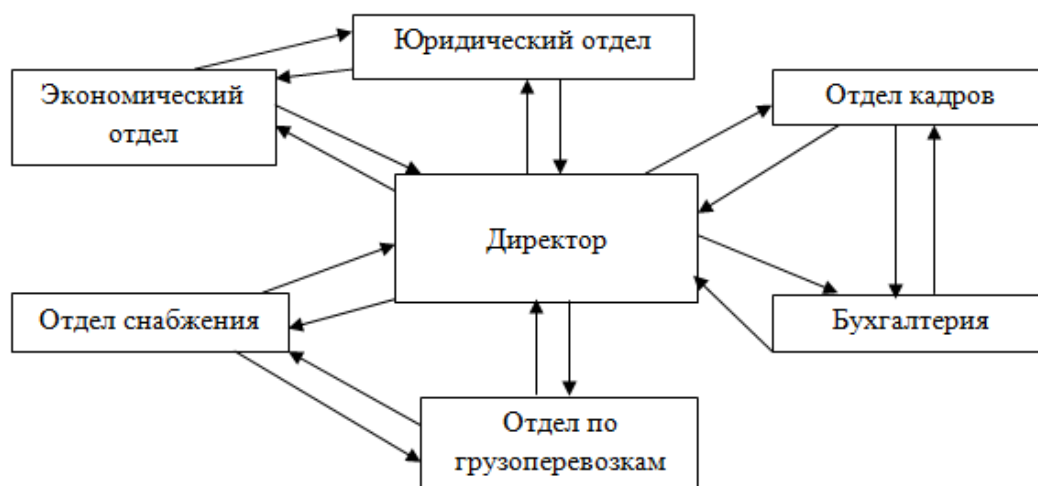 Юридический отдел
Экономический
отдел
Отдел кадров
Директор
Отдел снабжения
Бухгалтерия
Отдел по
грузоперевозкам